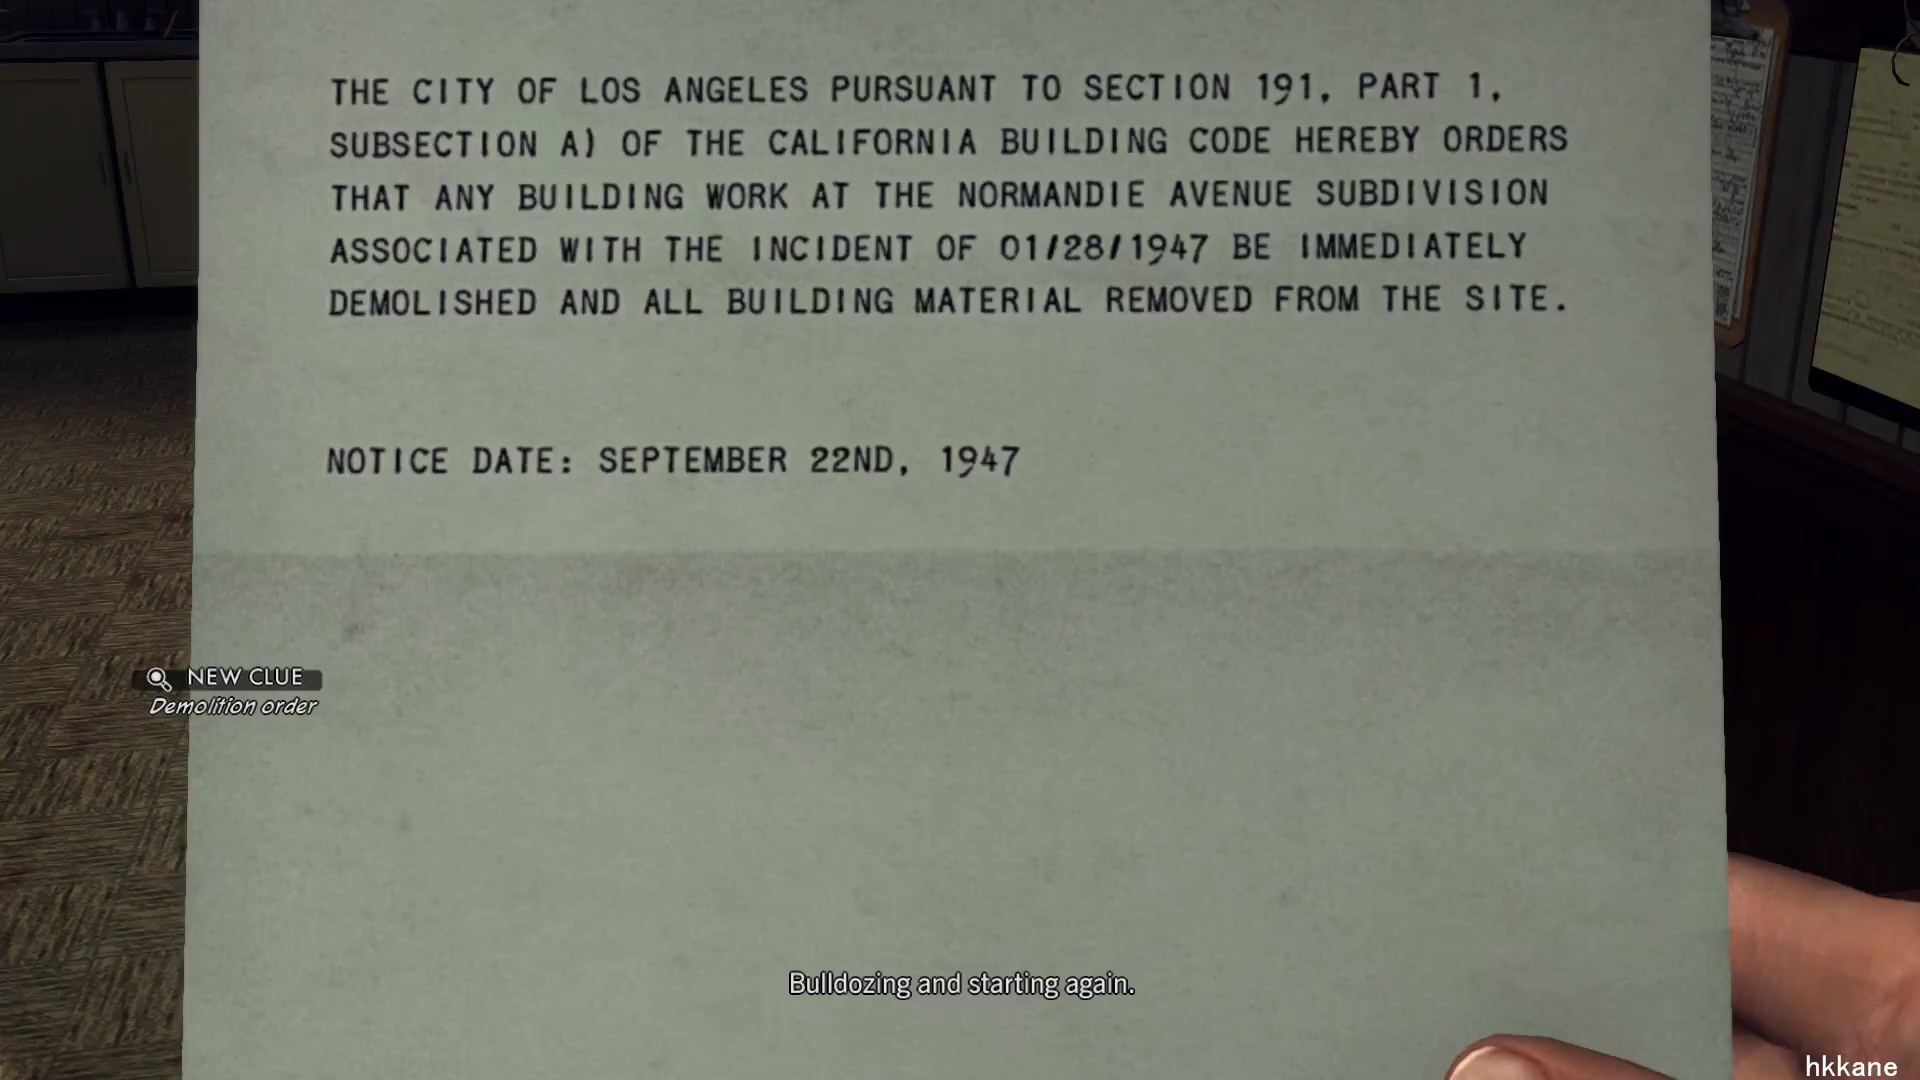 THE CITY OF LOS ANGELES PURSUANT TO SECTION 191, PART 1,
SUBSECTION A) OF THE CALIFORNIA BUILDING CODE HEREBY ORDERS
THAT ANY BUILDING WORK AT THE NORMANDIE AVENUE SUBDIVISION
ASSOCIATED WITH THE INCIDENT OF 01/28/1947 BE IMMEDIATELY
DEMOLISHED AND ALL BUILDING MATERIAL REMOVED FROM THE SITE.
NOTICE DATE: SEPTEMBER 22ND, 1947
NEW CLUE
Demolition order
Bulldozing and starting again.
hkkane